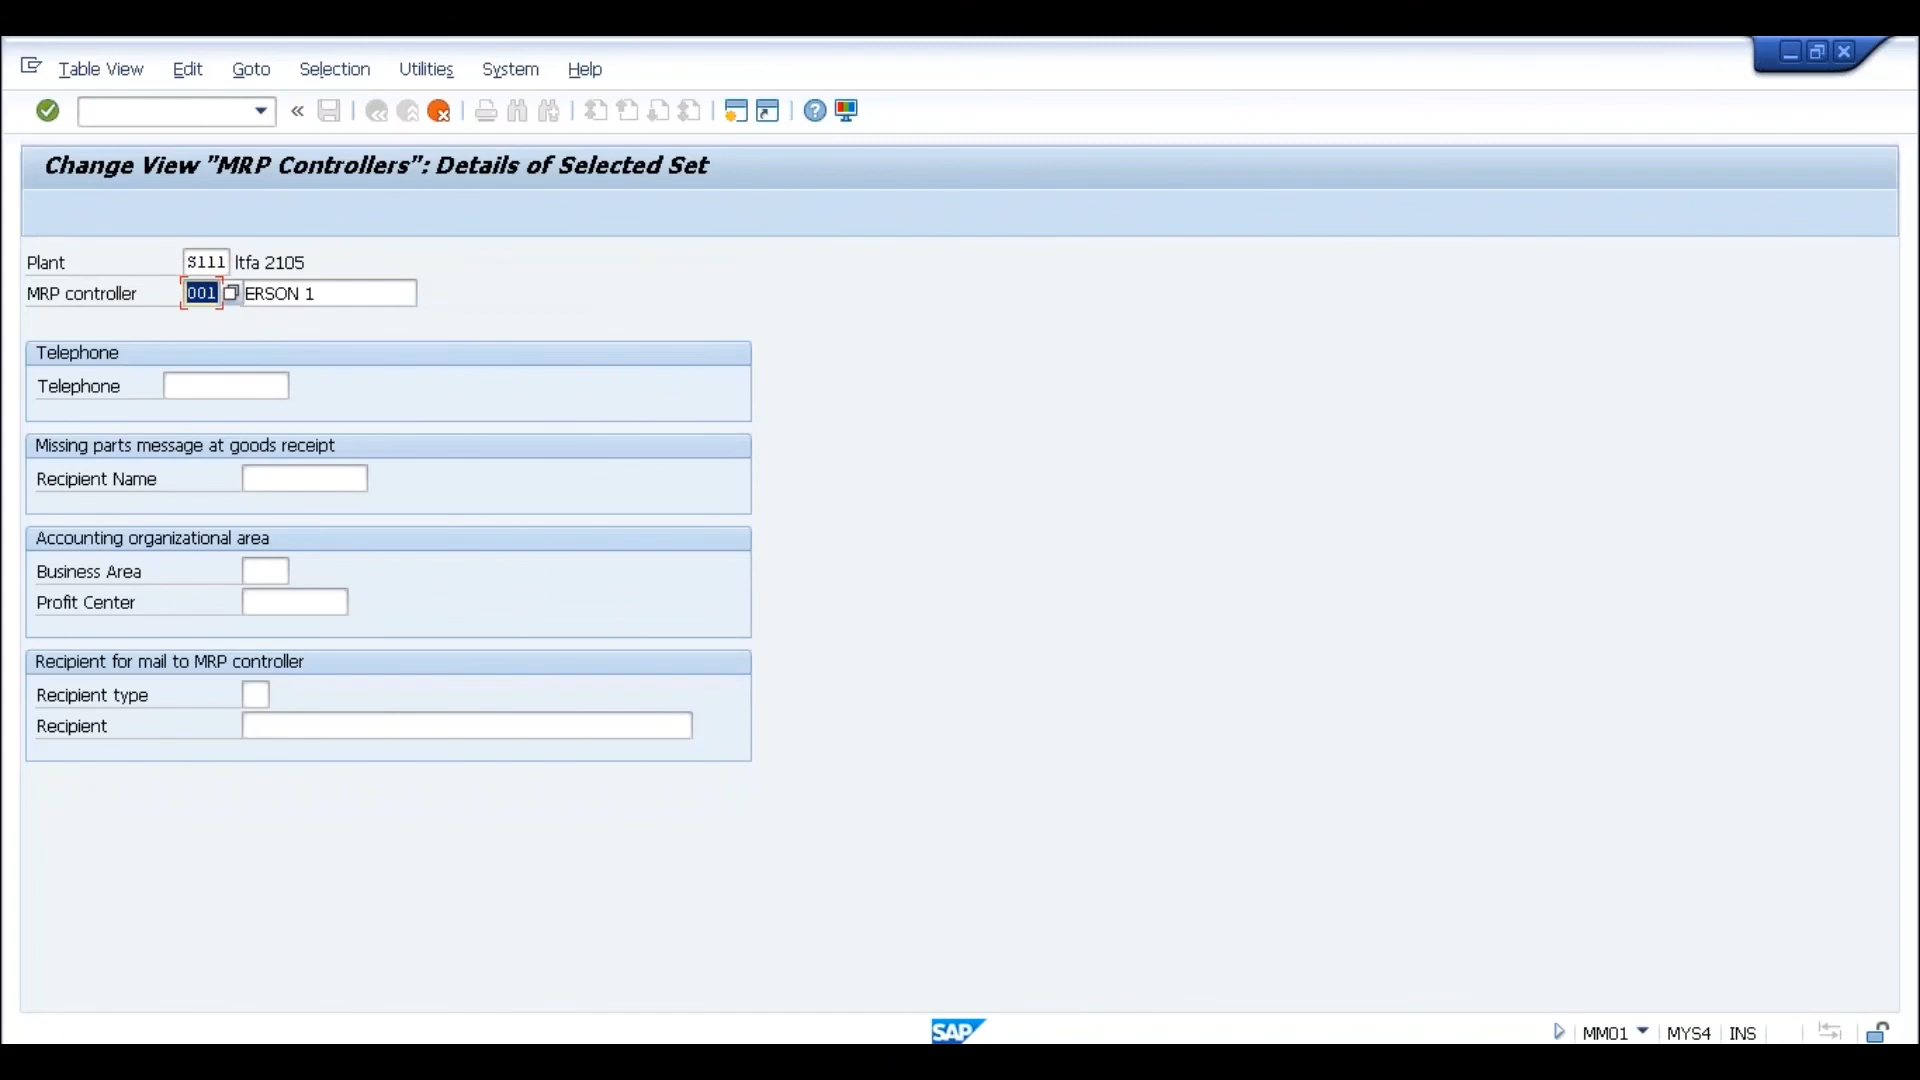 Table View Edit Goto Selection Utilities System Help
Change View "MRP Controllers": Details of Selected Set
Plant S111 ltfa 2105
MRP controller 001 ERSON 1
Telephone
Telephone
Missing parts message at goods receipt
Recipient Name
Accounting organizational area
Business Area
Profit Center
Recipient for mail to MRP controller
Recipient type
Recipient
SAP MM01 MYS4 INS